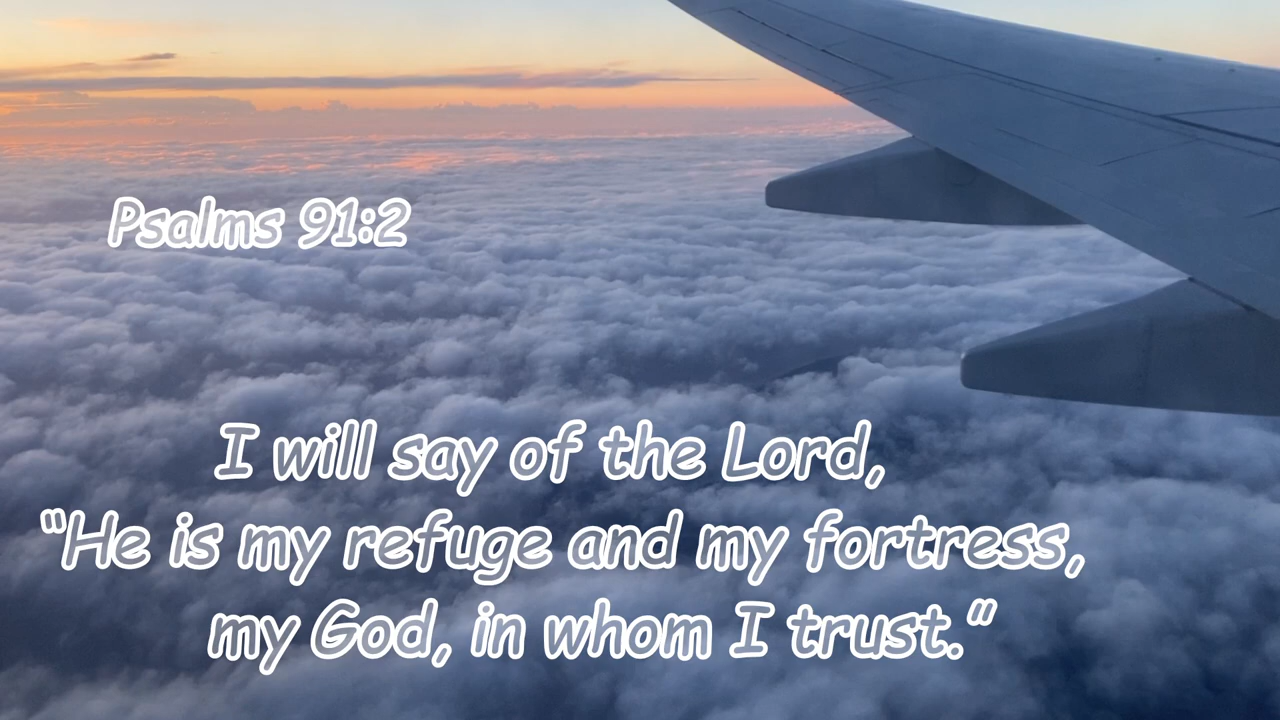 Psalms 91:2
I will say of the Lord,
“He is my refuge and my fortress,
my God, in whom I trust.”